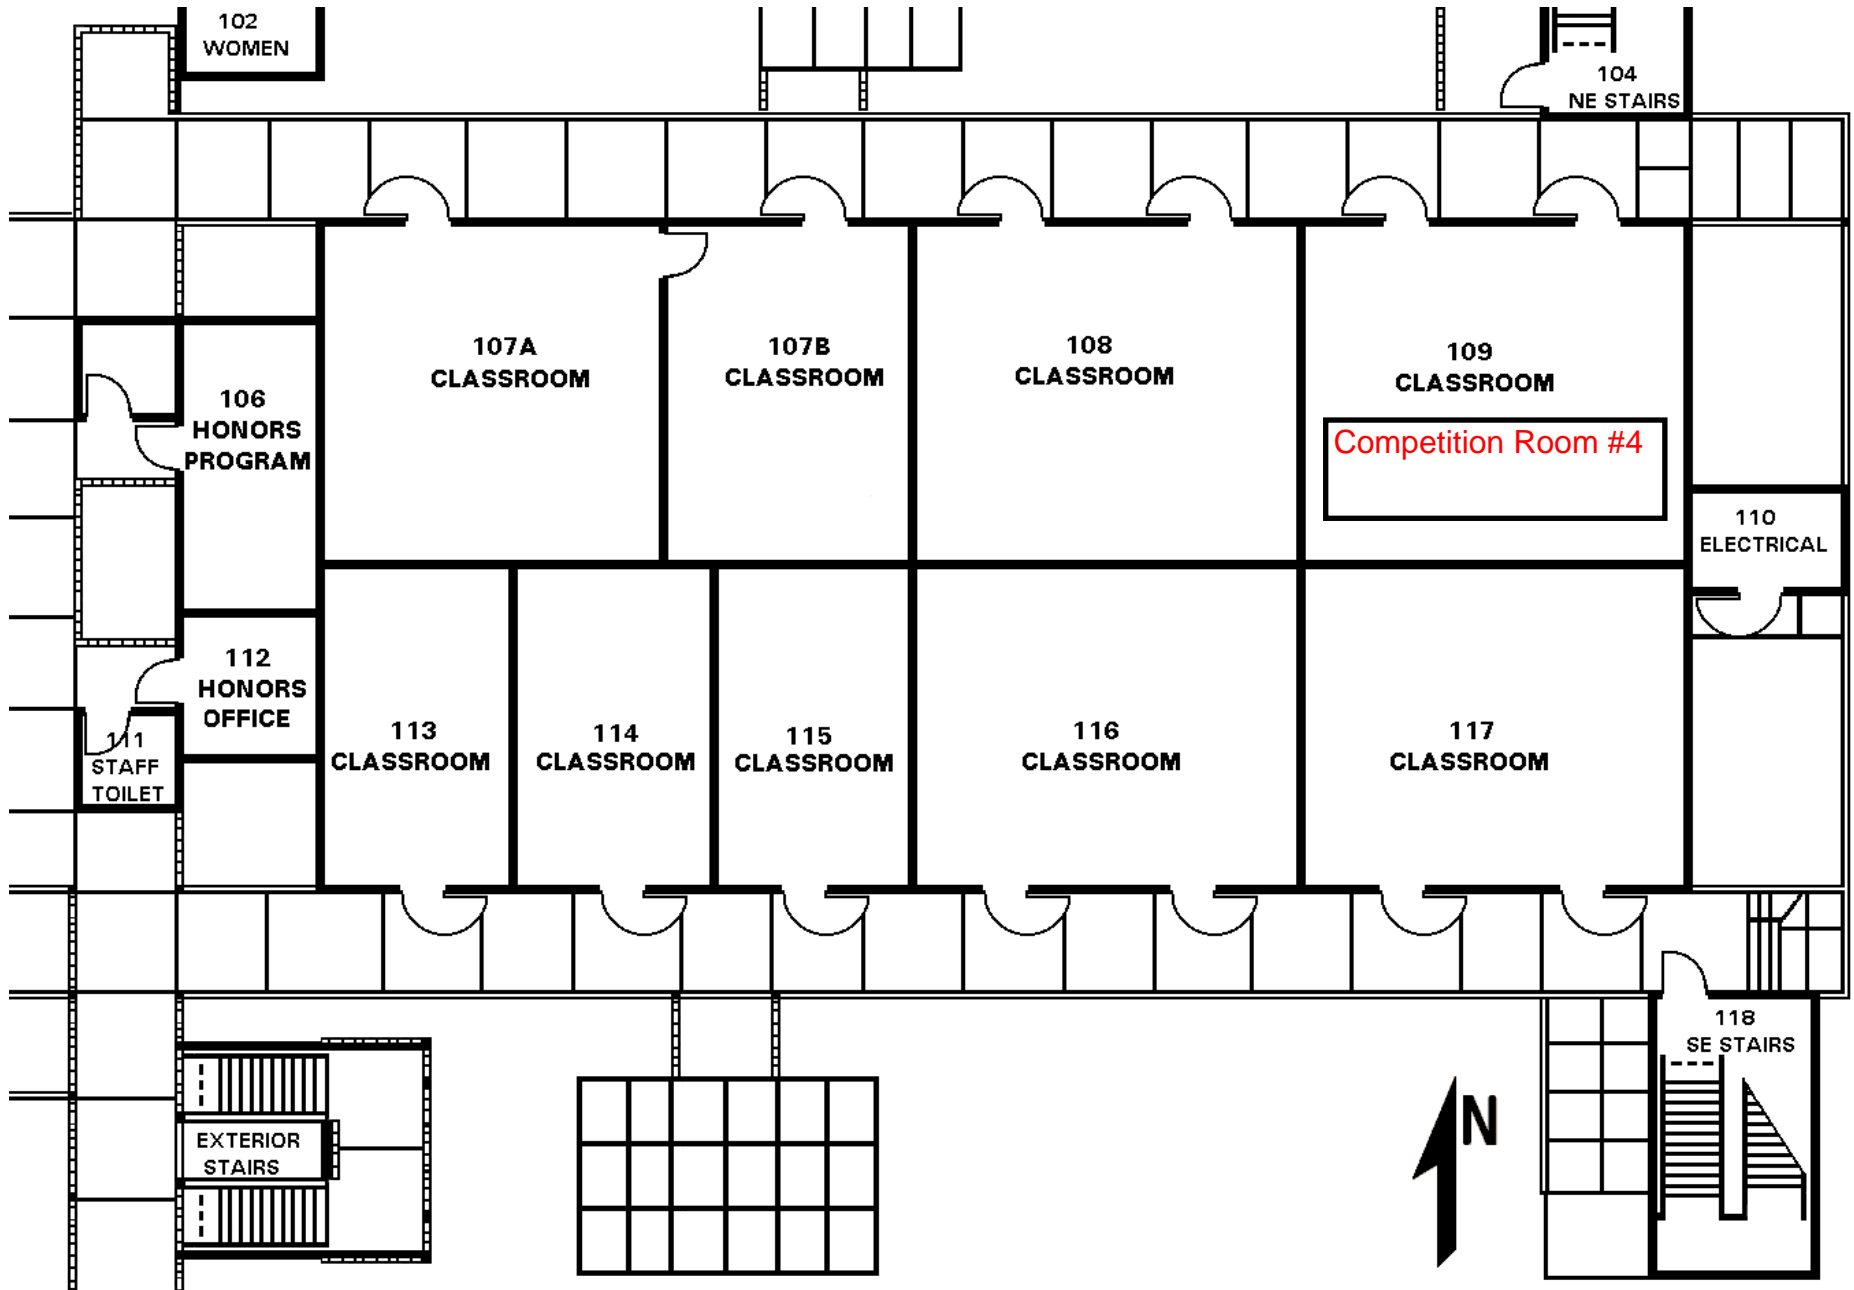 102
WOMEN
104
NE STAIRS
107A
CLASSROOM
107B
CLASSROOM
108
CLASSROOM
109
CLASSROOM
Competition Room #4
106
HONORS
PROGRAM
110
ELECTRICAL
112
HONORS
OFFICE
111
STAFF
TOILET
113
CLASSROOM
114
CLASSROOM
115
CLASSROOM
116
CLASSROOM
117
CLASSROOM
118
SE STAIRS
EXTERIOR
STAIRS
N